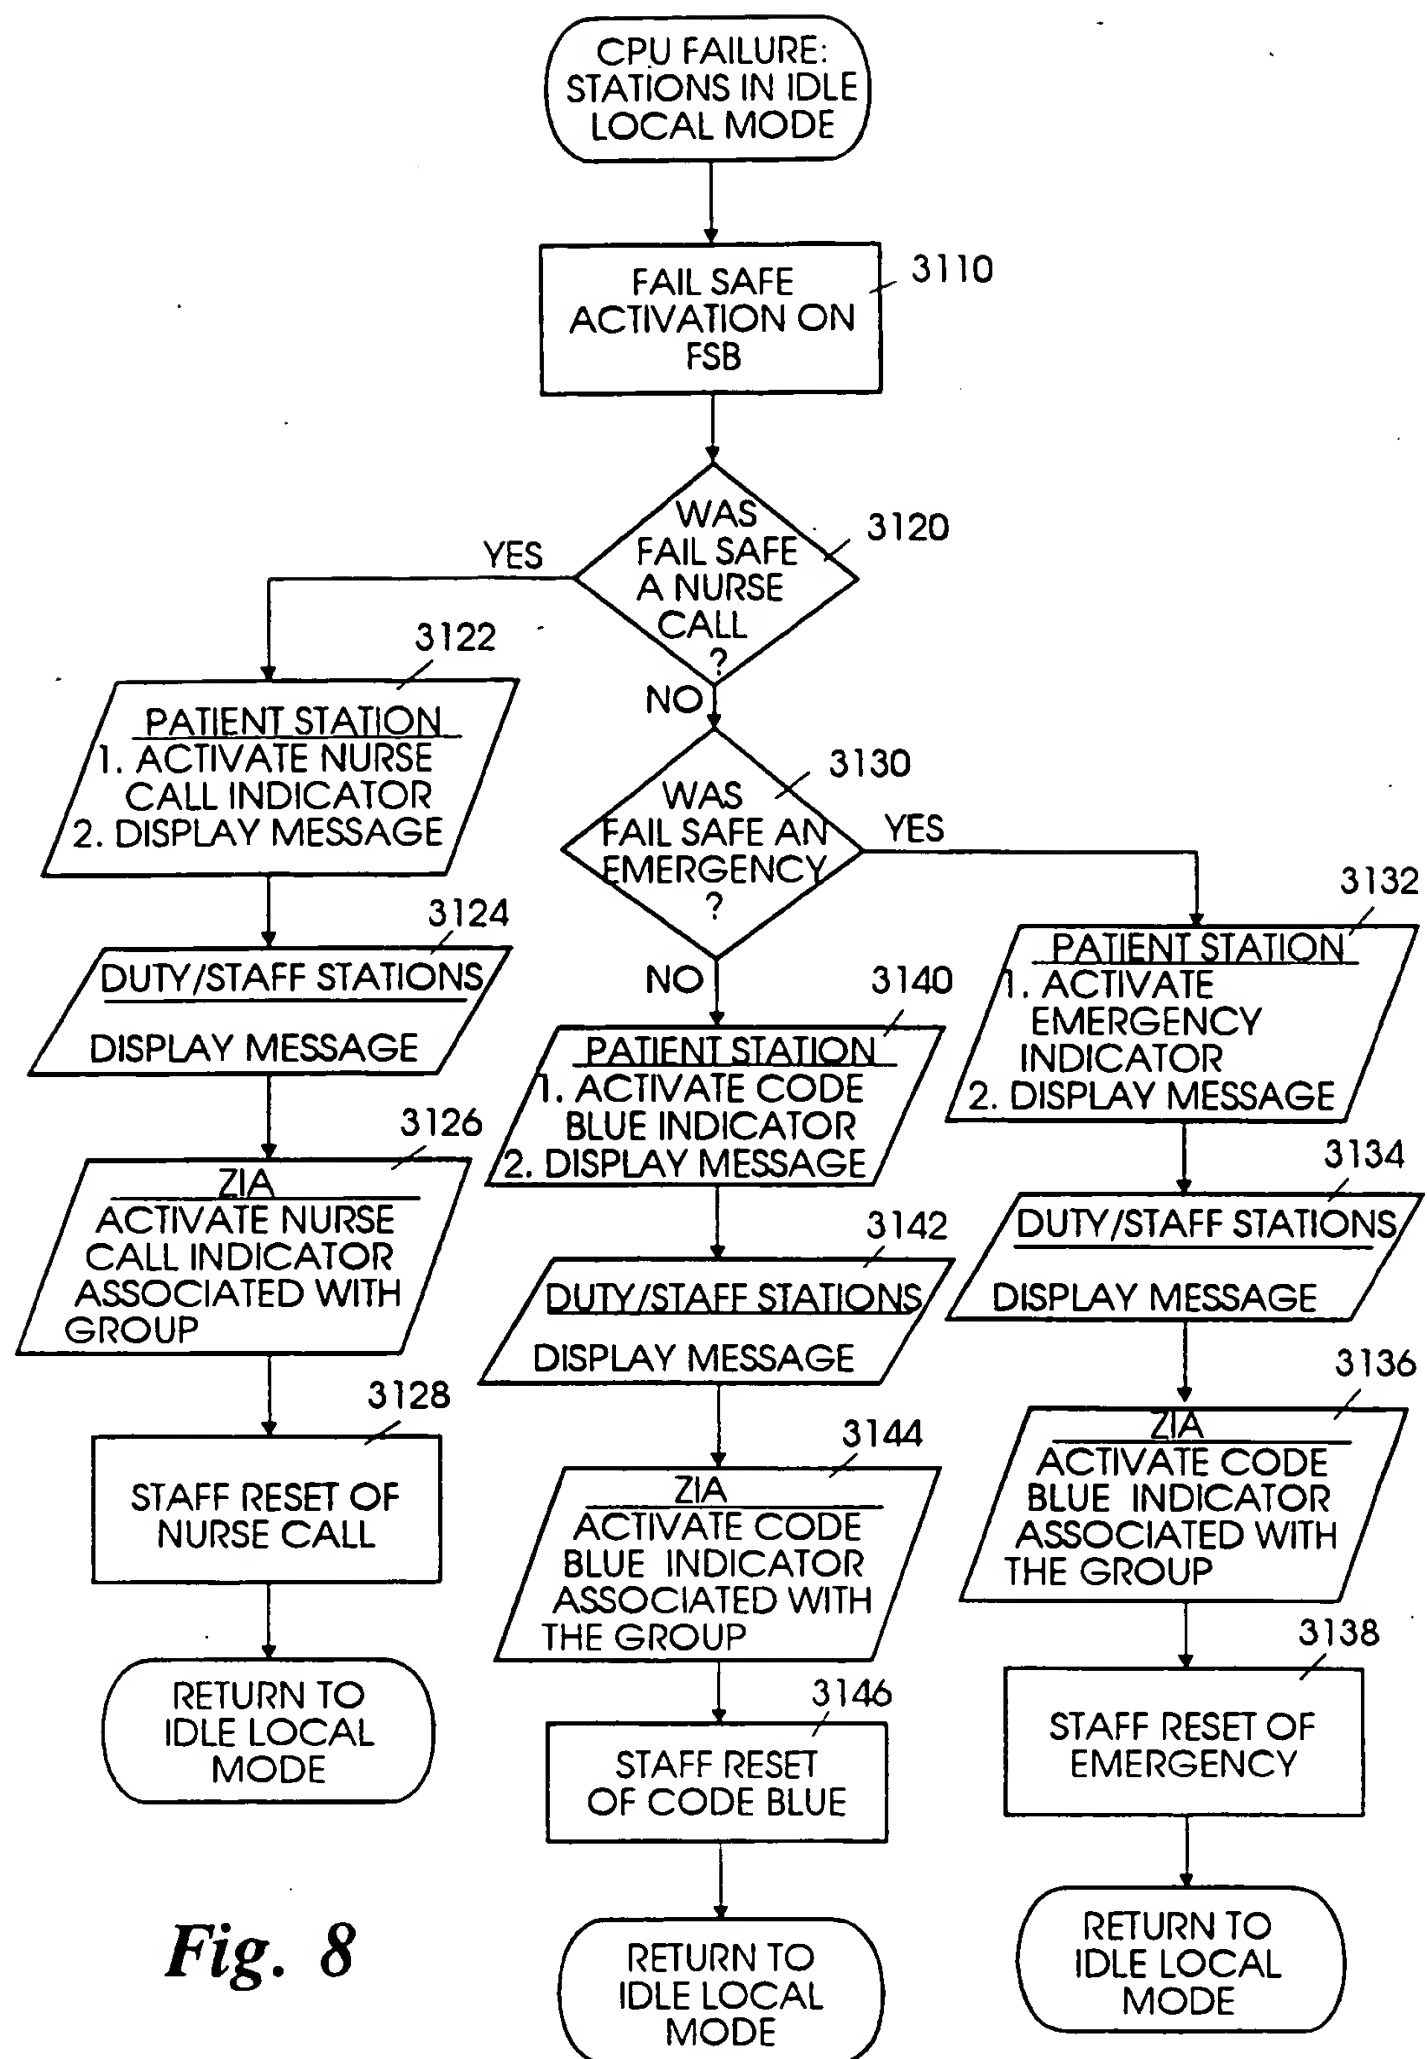 CPU FAILURE:
STATIONS IN IDLE
LOCAL MODE
3110
FAIL SAFE
ACTIVATION ON
FSB
3120
WAS
FAIL SAFE
A NURSE
CALL
?
YES
NO
3122
PATIENT STATION
1. ACTIVATE NURSE
CALL INDICATOR
2. DISPLAY MESSAGE
3124
DUTY/STAFF STATIONS
DISPLAY MESSAGE
3126
ZIA
ACTIVATE NURSE
CALL INDICATOR
ASSOCIATED WITH
GROUP
3128
STAFF RESET OF
NURSE CALL
RETURN TO
IDLE LOCAL
MODE
3130
WAS
FAIL SAFE AN
EMERGENCY
?
YES
NO
3140
PATIENT STATION
1. ACTIVATE CODE
BLUE INDICATOR
2. DISPLAY MESSAGE
3142
DUTY/STAFF STATIONS
DISPLAY MESSAGE
3144
ZIA
ACTIVATE CODE
BLUE INDICATOR
ASSOCIATED WITH
THE GROUP
3146
STAFF RESET
OF CODE BLUE
RETURN TO
IDLE LOCAL
MODE
3132
PATIENT STATION
1. ACTIVATE
EMERGENCY
INDICATOR
2. DISPLAY MESSAGE
3134
DUTY/STAFF STATIONS
DISPLAY MESSAGE
3136
ZIA
ACTIVATE CODE
BLUE INDICATOR
ASSOCIATED WITH
THE GROUP
3138
STAFF RESET OF
EMERGENCY
RETURN TO
IDLE LOCAL
MODE
Fig. 8